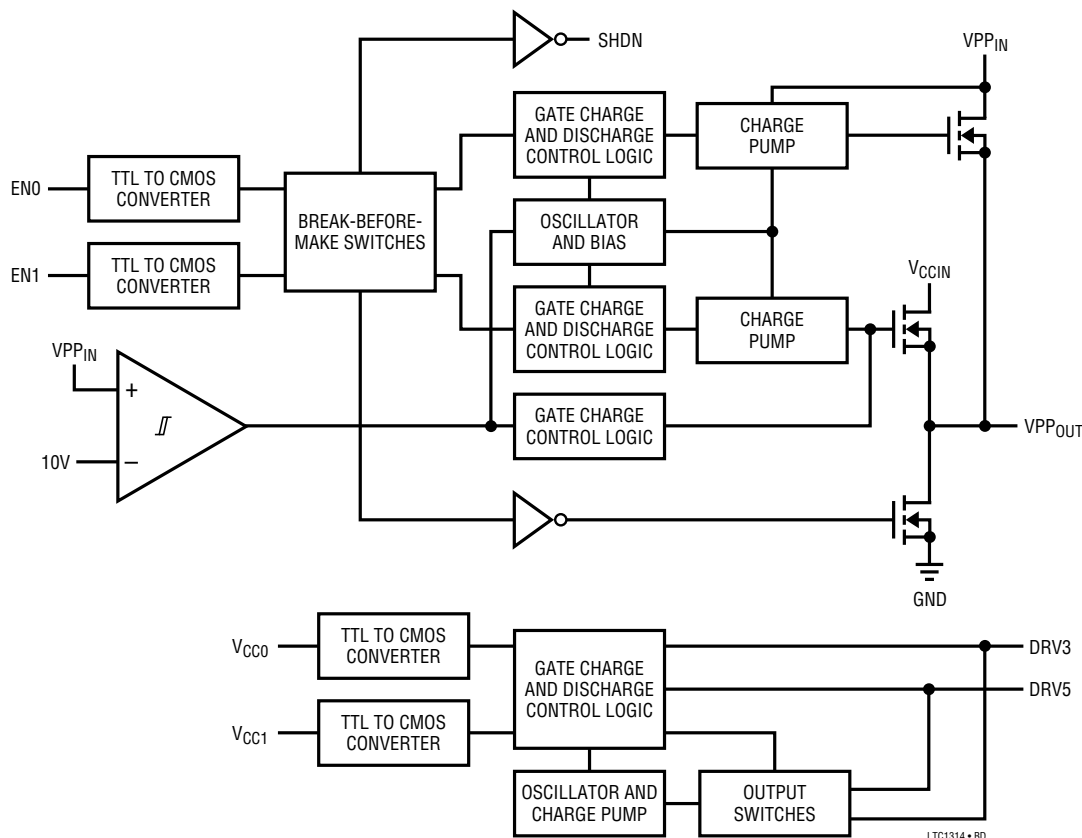 SHDN
VPPIN
GATE CHARGE
AND DISCHARGE
CONTROL LOGIC
CHARGE
PUMP
EN0
TTL TO CMOS
CONVERTER
BREAK-BEFORE-
MAKE SWITCHES
OSCILLATOR
AND BIAS
EN1
TTL TO CMOS
CONVERTER
VCCIN
GATE CHARGE
AND DISCHARGE
CONTROL LOGIC
CHARGE
PUMP
VPPIN
+
GATE CHARGE
CONTROL LOGIC
VPPOUT
10V
–
GND
VCC0
TTL TO CMOS
CONVERTER
GATE CHARGE
AND DISCHARGE
CONTROL LOGIC
DRV3
DRV5
VCC1
TTL TO CMOS
CONVERTER
OSCILLATOR AND
CHARGE PUMP
OUTPUT
SWITCHES
LTC1314 • BD